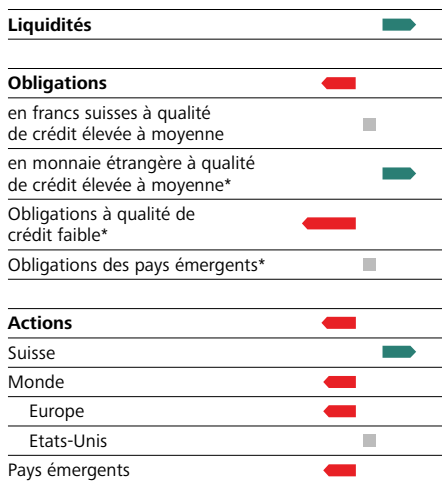 Liquidités
Obligations
en francs suisses à qualité
de crédit élevée à moyenne
en monnaie étrangère à qualité
de crédit élevée à moyenne*
Obligations à qualité de
crédit faible*
Obligations des pays émergents*
Actions
Suisse
Monde
Europe
Etats-Unis
Pays émergents